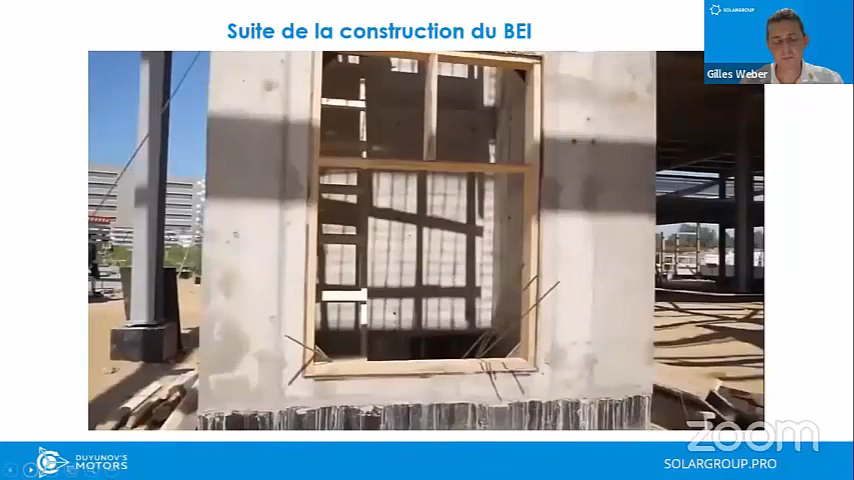 Suite de la construction du BEI
SOLARGROUP
Gilles Weber
zoom
DUYUNOV'S
MOTORS
SOLARGROUP.PRO